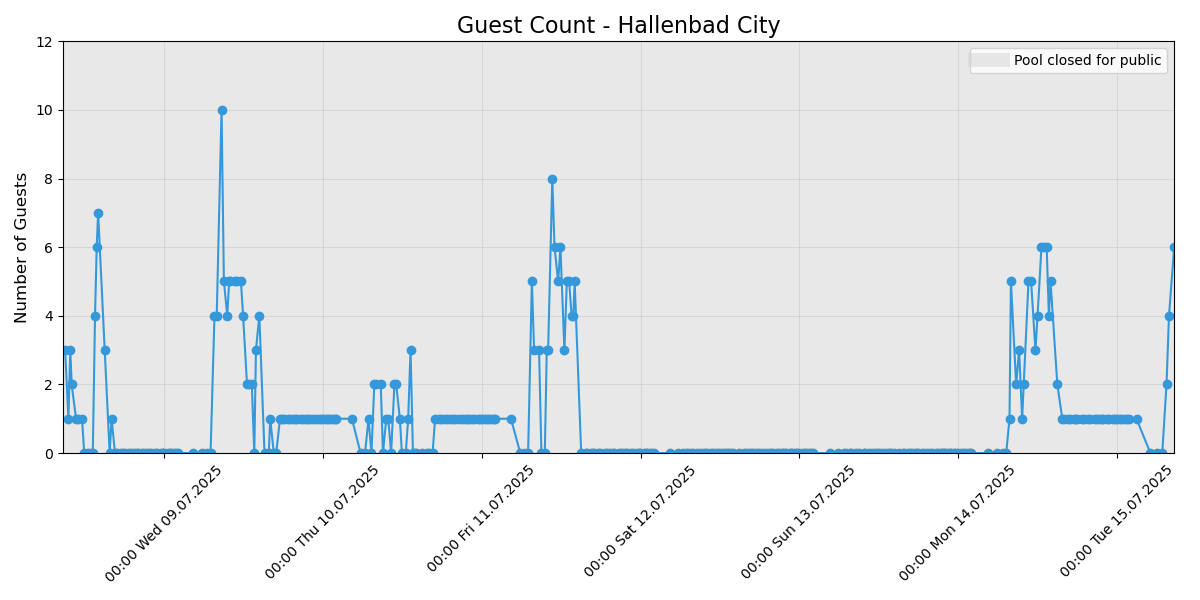 Guest Count - Hallenbad City
Pool closed for public
Number of Guests
12
10
8
6
4
2
0
00:00 Wed 09.07.2025
00:00 Thu 10.07.2025
00:00 Fri 11.07.2025
00:00 Sat 12.07.2025
00:00 Sun 13.07.2025
00:00 Mon 14.07.2025
00:00 Tue 15.07.2025